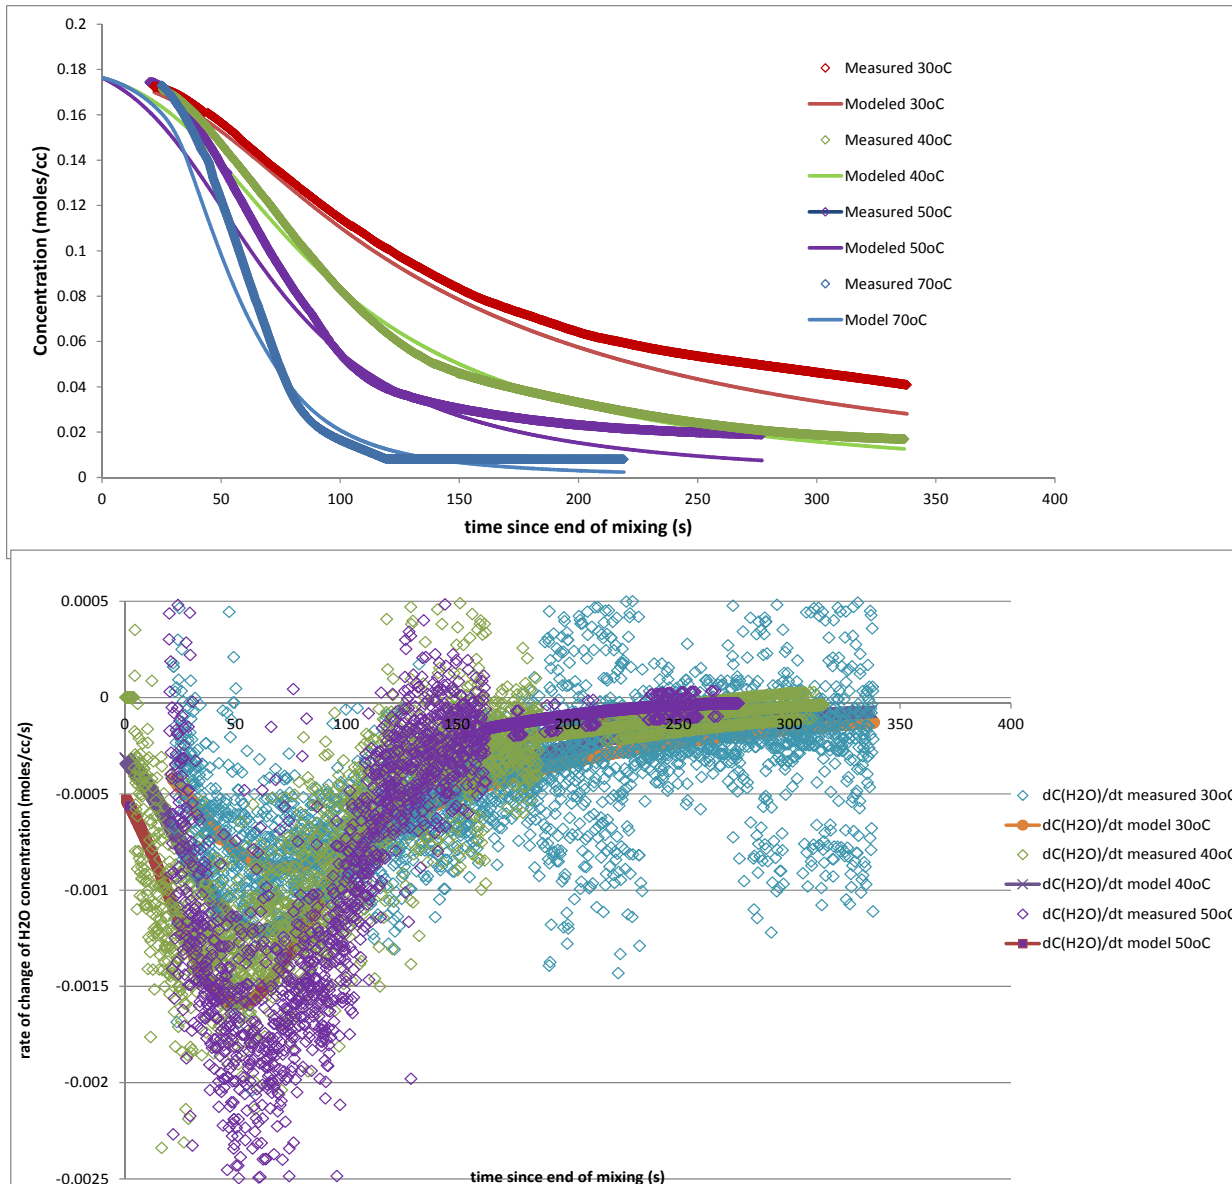 0.2
0.18
0.16
0.14
0.12
0.1
0.08
0.06
0.04
0.02
0
Concentration (moles/cc)
0 50 100 150 200 250 300 350 400
time since end of mixing (s)
Measured 30oC
Modeled 30oC
Measured 40oC
Modeled 40oC
Measured 50oC
Modeled 50oC
Measured 70oC
Model 70oC
0.0005
0
-0.0005
-0.001
-0.0015
-0.002
-0.0025
rate of change of H2O concentration (moles/cc/s)
0 50 100 150 200 250 300 350 400
time since end of mixing (s)
dC(H2O)/dt measured 30oC
dC(H2O)/dt model 30oC
dC(H2O)/dt measured 40oC
dC(H2O)/dt model 40oC
dC(H2O)/dt measured 50oC
dC(H2O)/dt model 50oC